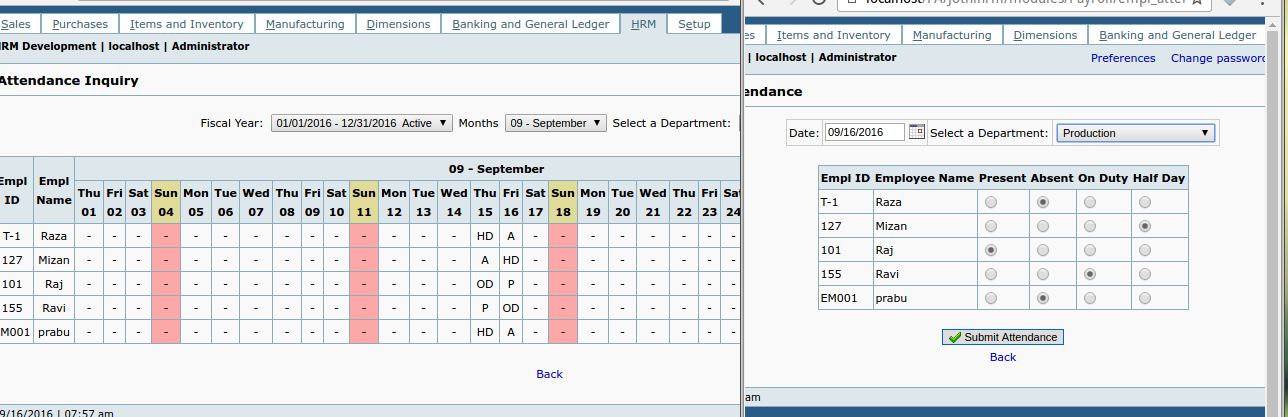 Sales Purchases Items and Inventory Manufacturing Dimensions Banking and General Ledger HRM Setup
HRM Development | localhost | Administrator
Attendance Inquiry
Fiscal Year: 01/01/2016 - 12/31/2016 Active Months 09 - September Select a Department:
Empl ID Empl Name 09 - September
Thu 01 Fri 02 Sat 03 Sun 04 Mon 05 Tue 06 Wed 07 Thu 08 Fri 09 Sat 10 Sun 11 Mon 12 Tue 13 Wed 14 Thu 15 Fri 16 Sat 17 Sun 18 Mon 19 Tue 20 Wed 21 Thu 22 Fri 23 Sat 24
T-1 Raza - - - - - - - - - - - - - - HD A - - - - - - - -
127 Mizan - - - - - - - - - - - - - - A HD - - - - - - - -
101 Raj - - - - - - - - - - - - - - OD P - - - - - - - -
155 Ravi - - - - - - - - - - - - - - P OD - - - - - - - -
EM001 prabu - - - - - - - - - - - - - - HD A - - - - - - - -
Back
9/16/2016 | 07:57 am
es Items and Inventory Manufacturing Dimensions Banking and General Ledger
| localhost | Administrator Preferences Change password
endance
Date: 09/16/2016 Select a Department: Production
Empl ID Employee Name Present Absent On Duty Half Day
T-1 Raza
127 Mizan
101 Raj
155 Ravi
EM001 prabu
Submit Attendance
Back
am